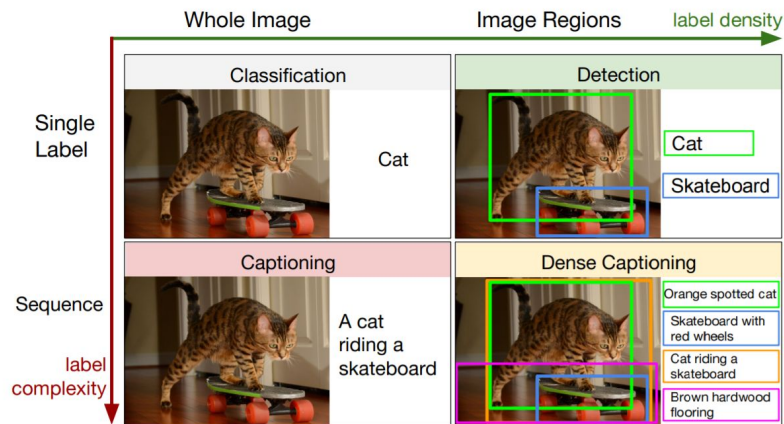 Whole Image
Image Regions
label density
Classification
Detection
Single
Label
Cat
Cat
Skateboard
Captioning
Dense Captioning
Sequence
label
complexity
A cat
riding a
skateboard
Orange spotted cat
Skateboard with
red wheels
Cat riding a
skateboard
Brown hardwood
flooring